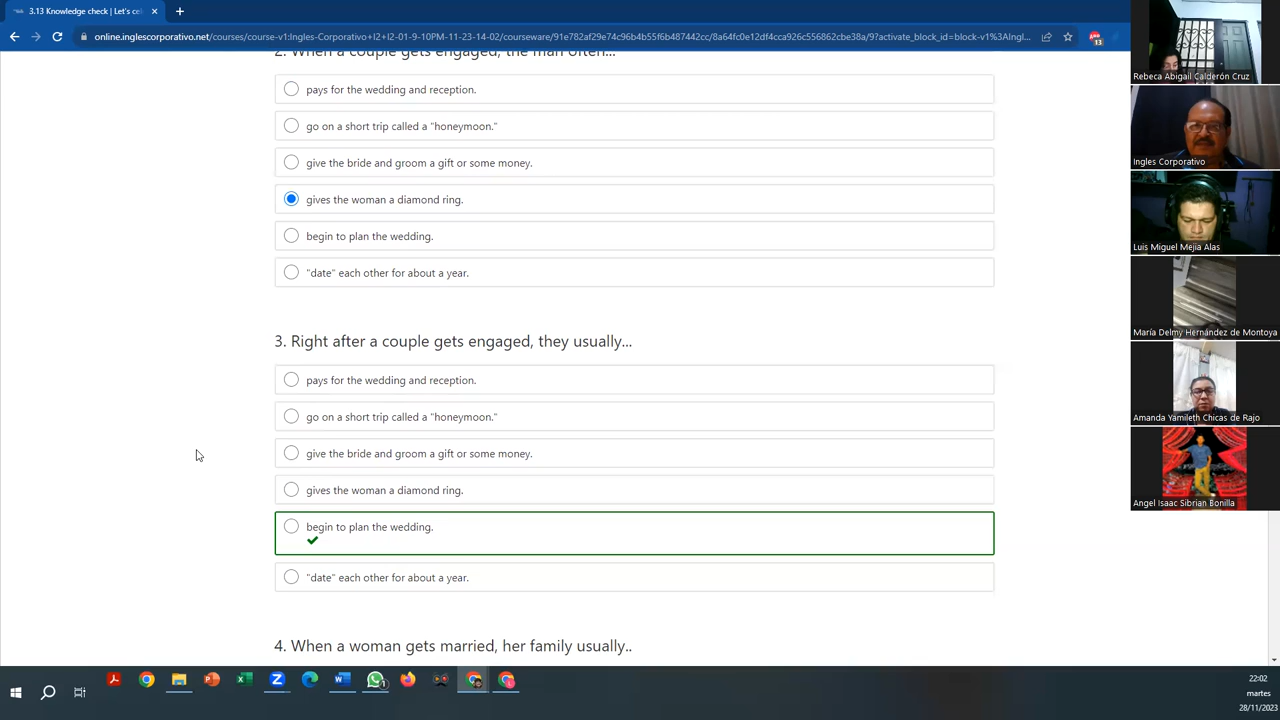 3.13 Knowledge check | Let's ce
online.inglescorporativo.net/courses/course-v1:Ingles-Corporativo+I2+I2-01-9-10PM-11-23-14-02/courseware/91e782af29e74c96b4b55f6b487442cc/8a64fc0e12df4cca926c556862cbe38a/9?activate_block_id=block-v1%3AIngl...
13
2. When a couple gets engaged, the man often...
pays for the wedding and reception.
go on a short trip called a "honeymoon."
give the bride and groom a gift or some money.
gives the woman a diamond ring.
begin to plan the wedding.
"date" each other for about a year.
3. Right after a couple gets engaged, they usually...
pays for the wedding and reception.
go on a short trip called a "honeymoon."
give the bride and groom a gift or some money.
gives the woman a diamond ring.
begin to plan the wedding.
"date" each other for about a year.
4. When a woman gets married, her family usually..
Rebeca Abigail Calderón Cruz
Ingles Corporativo
Luis Miguel Mejia Alas
María Delmy Hernández de Montoya
Amanda Yamileth Chicas de Rajo
Angel Isaac Sibrian Bonilla
22:02
martes
28/11/2023